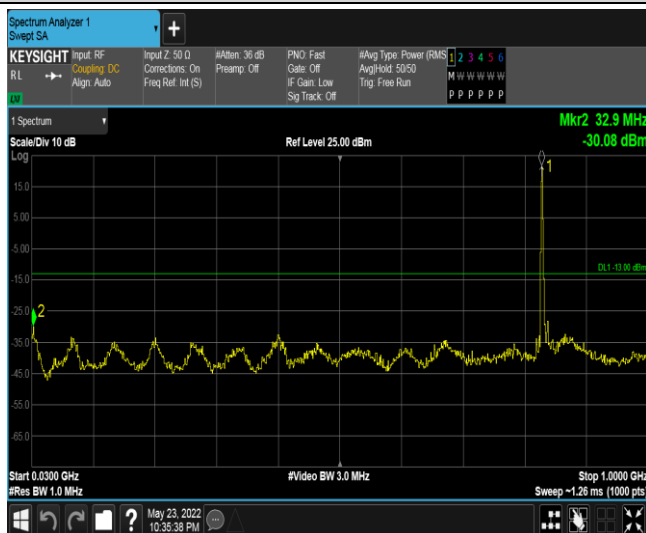 Spectrum Analyzer 1
Swept SA
+
KEYSIGHT Input: RF Input Z: 50 Ω #Atten: 36 dB PNO: Fast #Avg Type: Power (RMS 1 2 3 4 5 6
RL Coupling: DC Corrections: On Preamp: Off Gate: Off Avg|Hold: 50/50 M W W W W W
Align: Auto Freq Ref: Int (S) IF Gain: Low Trig: Free Run
Sig Track: Off P P P P P P
1 Spectrum Mkr2 32.9 MHz
Scale/Div 10 dB Ref Level 25.00 dBm -30.08 dBm
Log
1
15.0
5.00
-5.00
DL1 -13.00 dBm
-15.0
-25.0
2
-35.0
-45.0
-55.0
-65.0
Start 0.0300 GHz #Video BW 3.0 MHz Stop 1.0000 GHz
#Res BW 1.0 MHz Sweep ~1.26 ms (1000 pts)
? May 23, 2022
10:35:38 PM